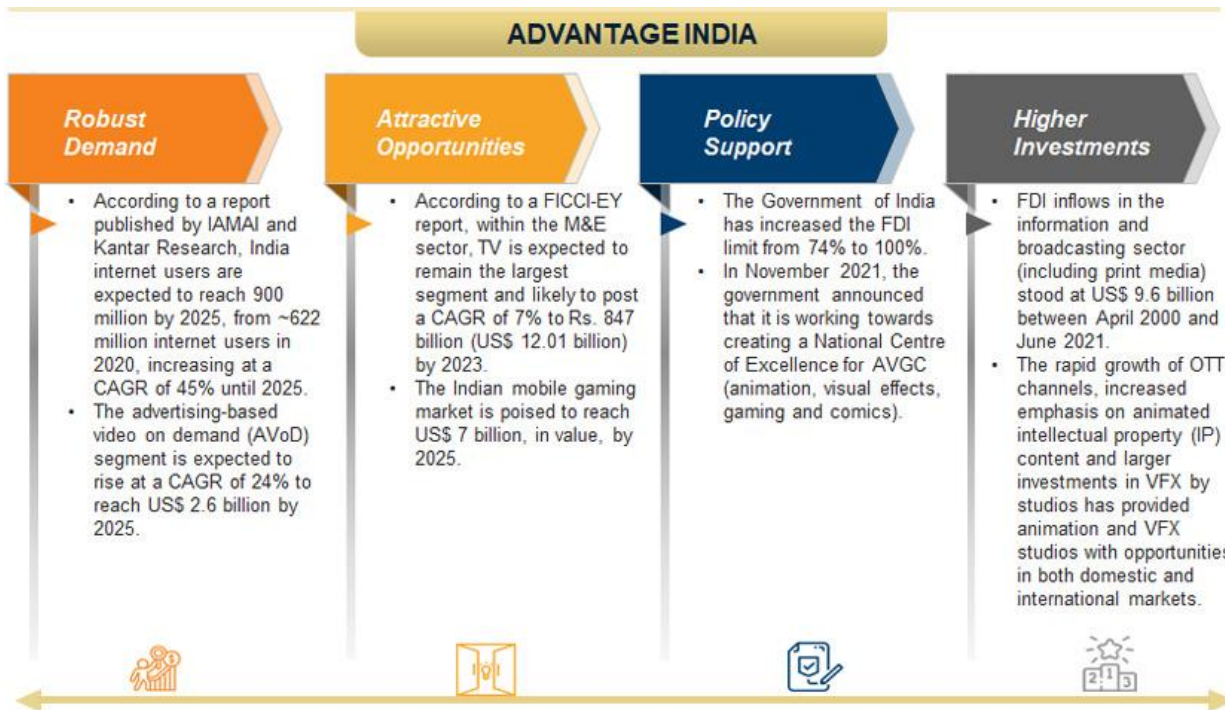 ADVANTAGE INDIA
Robust
Demand
• According to a report
published by IAMAI and
Kantar Research, India
internet users are
expected to reach 900
million by 2025, from ~622
million internet users in
2020, increasing at a
CAGR of 45% until 2025.
• The advertising-based
video on demand (AVoD)
segment is expected to
rise at a CAGR of 24% to
reach US$ 2.6 billion by
2025.
Attractive
Opportunities
• According to a FICCI-EY
report, within the M&E
sector, TV is expected to
remain the largest
segment and likely to post
a CAGR of 7% to Rs. 847
billion (US$ 12.01 billion)
by 2023.
• The Indian mobile gaming
market is poised to reach
US$ 7 billion, in value, by
2025.
Policy
Support
• The Government of India
has increased the FDI
limit from 74% to 100%.
• In November 2021, the
government announced
that it is working towards
creating a National Centre
of Excellence for AVGC
(animation, visual effects,
gaming and comics).
Higher
Investments
• FDI inflows in the
information and
broadcasting sector
(including print media)
stood at US$ 9.6 billion
between April 2000 and
June 2021.
• The rapid growth of OTT
channels, increased
emphasis on animated
intellectual property (IP)
content and larger
investments in VFX by
studios has provided
animation and VFX
studios with opportunities
in both domestic and
international markets.
2 1 3